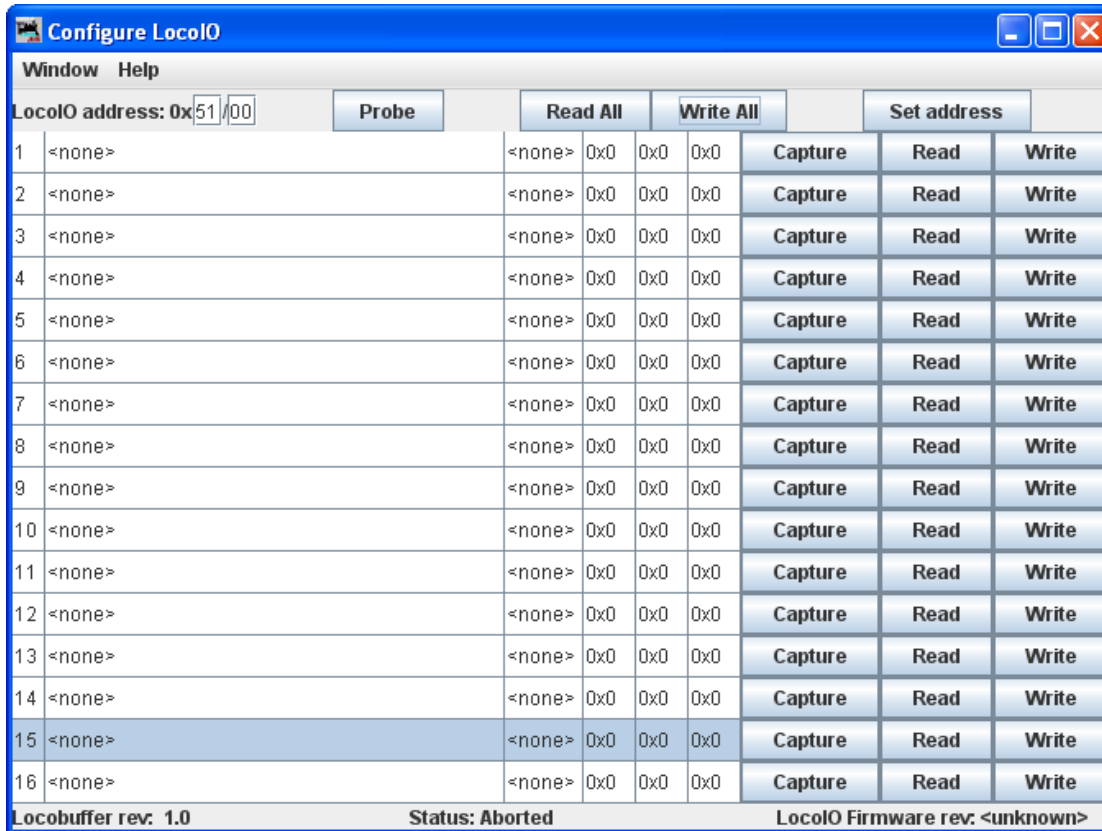 Configure LocoIO
Window Help
LocoIO address: 0x 51 / 00 Probe Read All Write All Set address
1 <none> <none> 0x0 0x0 0x0 Capture Read Write
2 <none> <none> 0x0 0x0 0x0 Capture Read Write
3 <none> <none> 0x0 0x0 0x0 Capture Read Write
4 <none> <none> 0x0 0x0 0x0 Capture Read Write
5 <none> <none> 0x0 0x0 0x0 Capture Read Write
6 <none> <none> 0x0 0x0 0x0 Capture Read Write
7 <none> <none> 0x0 0x0 0x0 Capture Read Write
8 <none> <none> 0x0 0x0 0x0 Capture Read Write
9 <none> <none> 0x0 0x0 0x0 Capture Read Write
10 <none> <none> 0x0 0x0 0x0 Capture Read Write
11 <none> <none> 0x0 0x0 0x0 Capture Read Write
12 <none> <none> 0x0 0x0 0x0 Capture Read Write
13 <none> <none> 0x0 0x0 0x0 Capture Read Write
14 <none> <none> 0x0 0x0 0x0 Capture Read Write
15 <none> <none> 0x0 0x0 0x0 Capture Read Write
16 <none> <none> 0x0 0x0 0x0 Capture Read Write
Locobuffer rev: 1.0 Status: Aborted LocoIO Firmware rev: <unknown>